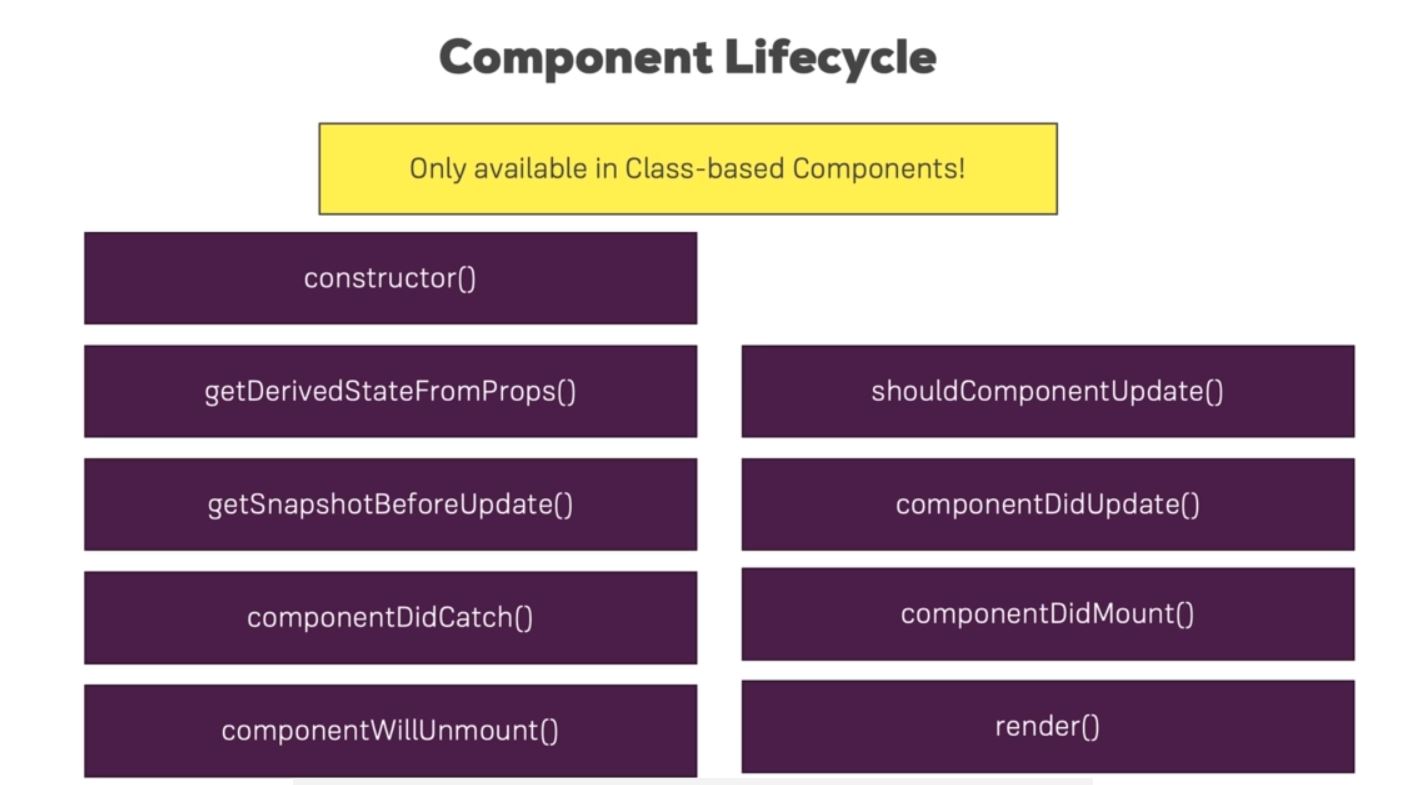 Component Lifecycle
Only available in Class-based Components!
constructor()
getDerivedStateFromProps()
shouldComponentUpdate()
getSnapshotBeforeUpdate()
componentDidUpdate()
componentDidCatch()
componentDidMount()
componentWillUnmount()
render()